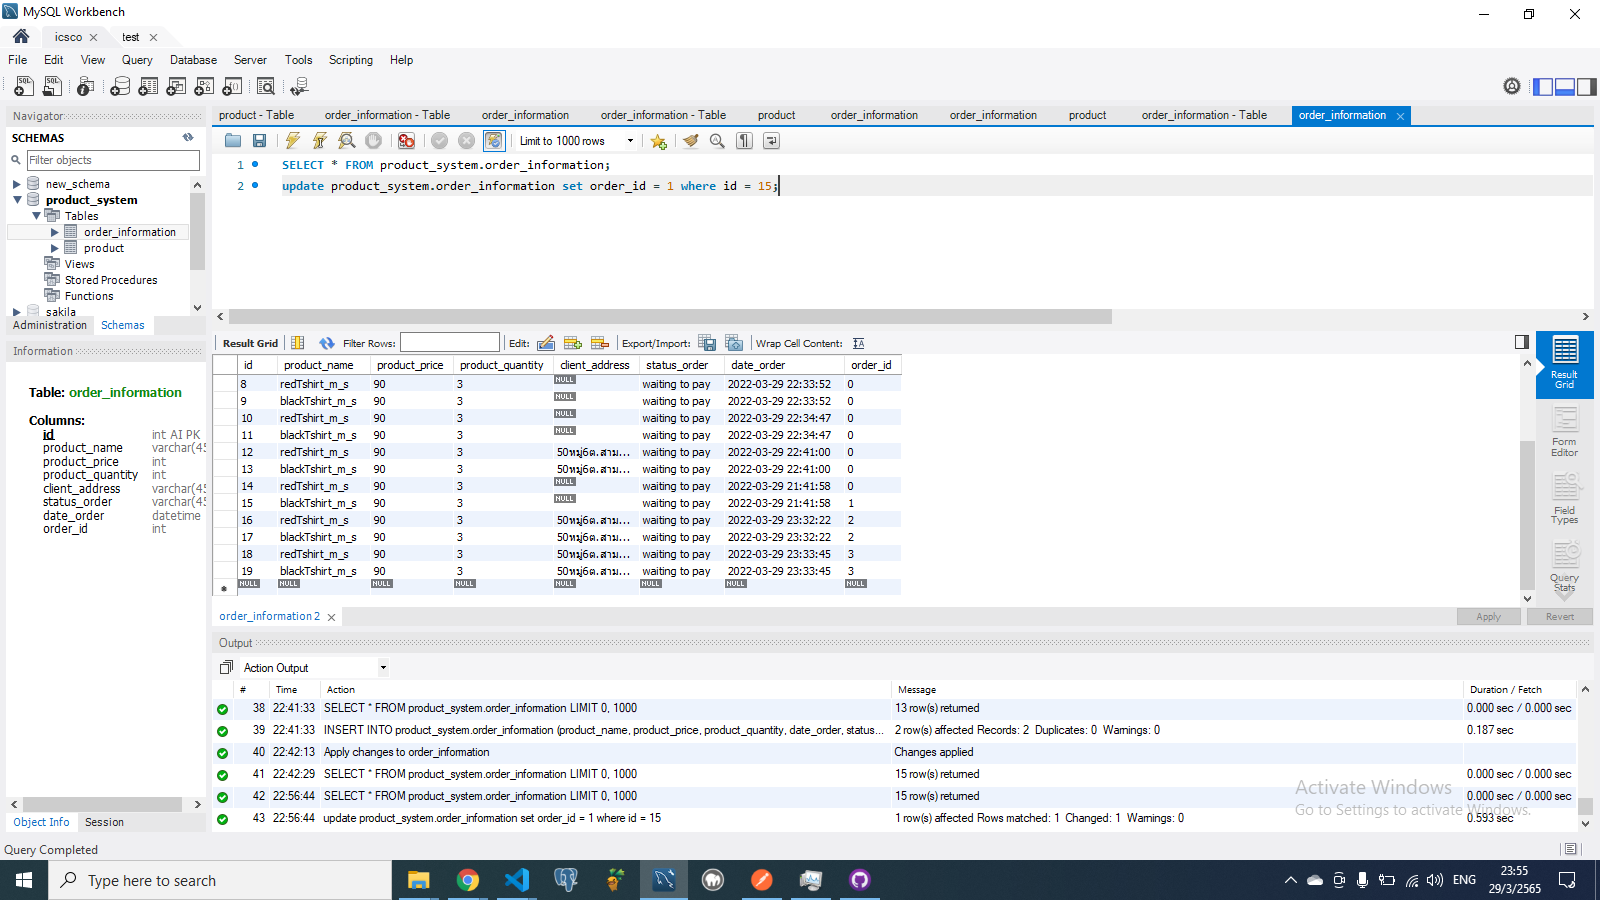 MySQL Workbench
icsco
test
File Edit View Query Database Server Tools Scripting Help
Navigator
SCHEMAS
Filter objects
new_schema
product_system
Tables
order_information
product
Views
Stored Procedures
Functions
sakila
Administration Schemas
Information
Table: order_information
Columns:
id int AI PK
product_name varchar(45
product_price int
product_quantity int
client_address varchar(45
status_order varchar(45
date_order datetime
order_id int
Object Info Session
product - Table order_information - Table order_information order_information - Table product order_information order_information product order_information - Table order_information
Limit to 1000 rows
1 SELECT * FROM product_system.order_information;
2 update product_system.order_information set order_id = 1 where id = 15;
Result Grid Filter Rows: Edit: Export/Import: Wrap Cell Content:
id product_name product_price product_quantity client_address status_order date_order order_id
8 redTshirt_m_s 90 3 NULL waiting to pay 2022-03-29 22:33:52 0
9 blackTshirt_m_s 90 3 NULL waiting to pay 2022-03-29 22:33:52 0
10 redTshirt_m_s 90 3 NULL waiting to pay 2022-03-29 22:34:47 0
11 blackTshirt_m_s 90 3 NULL waiting to pay 2022-03-29 22:34:47 0
12 redTshirt_m_s 90 3 50หมู่6ต.สาม... waiting to pay 2022-03-29 22:41:00 0
13 blackTshirt_m_s 90 3 50หมู่6ต.สาม... waiting to pay 2022-03-29 22:41:00 0
14 redTshirt_m_s 90 3 NULL waiting to pay 2022-03-29 21:41:58 0
15 blackTshirt_m_s 90 3 NULL waiting to pay 2022-03-29 21:41:58 1
16 redTshirt_m_s 90 3 50หมู่6ต.สาม... waiting to pay 2022-03-29 23:32:22 2
17 blackTshirt_m_s 90 3 50หมู่6ต.สาม... waiting to pay 2022-03-29 23:32:22 2
18 redTshirt_m_s 90 3 50หมู่6ต.สาม... waiting to pay 2022-03-29 23:33:45 3
19 blackTshirt_m_s 90 3 50หมู่6ต.สาม... waiting to pay 2022-03-29 23:33:45 3
NULL NULL NULL NULL NULL NULL NULL NULL
Result
Grid
Form
Editor
Field
Types
Query
Stats
order_information 2
Apply Revert
Output
Action Output
# Time Action Message Duration / Fetch
38 22:41:33 SELECT * FROM product_system.order_information LIMIT 0, 1000 13 row(s) returned 0.000 sec / 0.000 sec
39 22:41:33 INSERT INTO product_system.order_information (product_name, product_price, product_quantity, date_order, status... 2 row(s) affected Records: 2 Duplicates: 0 Warnings: 0 0.187 sec
40 22:42:13 Apply changes to order_information Changes applied
41 22:42:29 SELECT * FROM product_system.order_information LIMIT 0, 1000 15 row(s) returned 0.000 sec / 0.000 sec
42 22:56:44 SELECT * FROM product_system.order_information LIMIT 0, 1000 15 row(s) returned 0.000 sec / 0.000 sec
43 22:56:44 update product_system.order_information set order_id = 1 where id = 15 1 row(s) affected Rows matched: 1 Changed: 1 Warnings: 0 0.593 sec
Activate Windows
Go to Settings to activate Windows.
Query Completed
Type here to search
ENG
23:55
29/3/2565